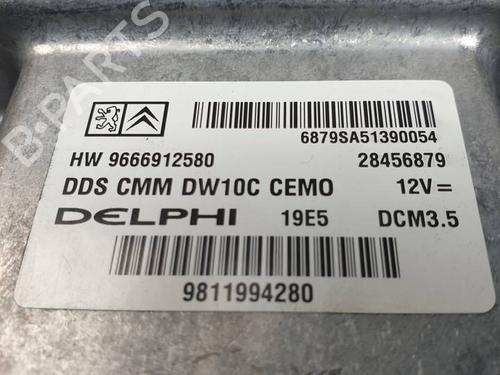 B-PARTS
6879SA51390054
HW 9666912580 28456879
DDS CMM DW10C CEMO 12V=
DELPHI 19E5 DCM3.5
9811994280